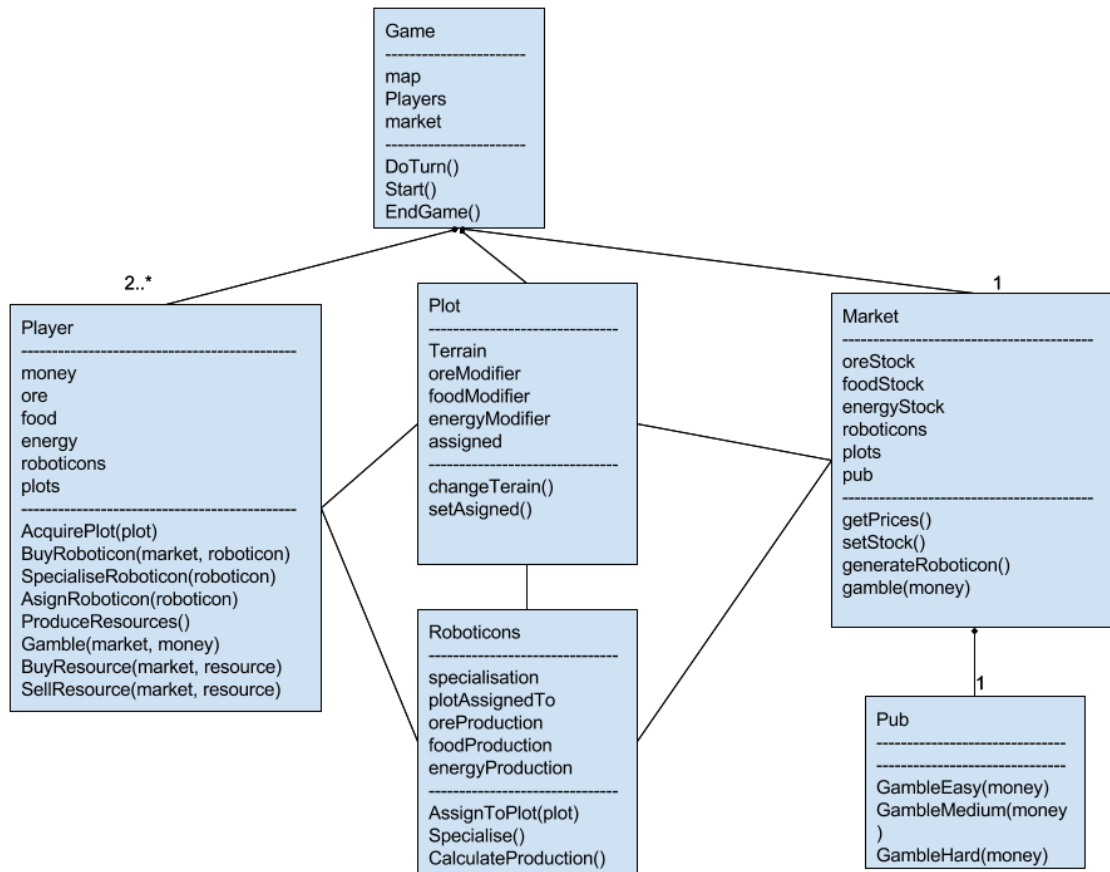 Game
------------------------
map
Players
market
------------------------
DoTurn()
Start()
EndGame()
2..*
1
Player
-----------------------------------------------
money
ore
food
energy
roboticons
plots
-----------------------------------------------
AcquirePlot(plot)
BuyRoboticon(market, roboticon)
SpecialiseRoboticon(roboticon)
AsignRoboticon(roboticon)
ProduceResources()
Gamble(market, money)
BuyResource(market, resource)
SellResource(market, resource)
Plot
--------------------------------
Terrain
oreModifier
foodModifier
energyModifier
assigned
--------------------------------
changeTerain()
setAsigned()
Market
-------------------------------------------
oreStock
foodStock
energyStock
roboticons
plots
pub
-------------------------------------------
getPrices()
setStock()
generateRoboticon()
gamble(money)
Roboticons
--------------------------------
specialisation
plotAssignedTo
oreProduction
foodProduction
energyProduction
--------------------------------
AssignToPlot(plot)
Specialise()
CalculateProduction()
1
Pub
--------------------------------
--------------------------------
GambleEasy(money)
GambleMedium(money
)
GambleHard(money)